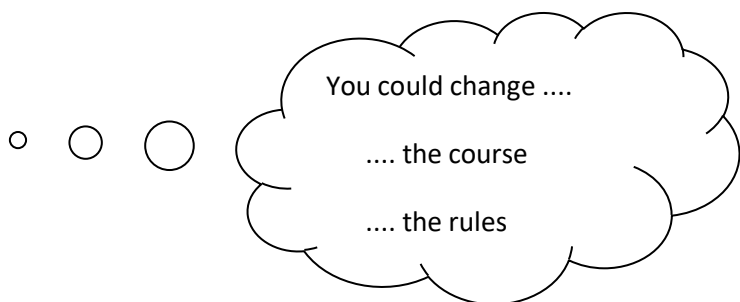 You could change ....
.... the course
.... the rules